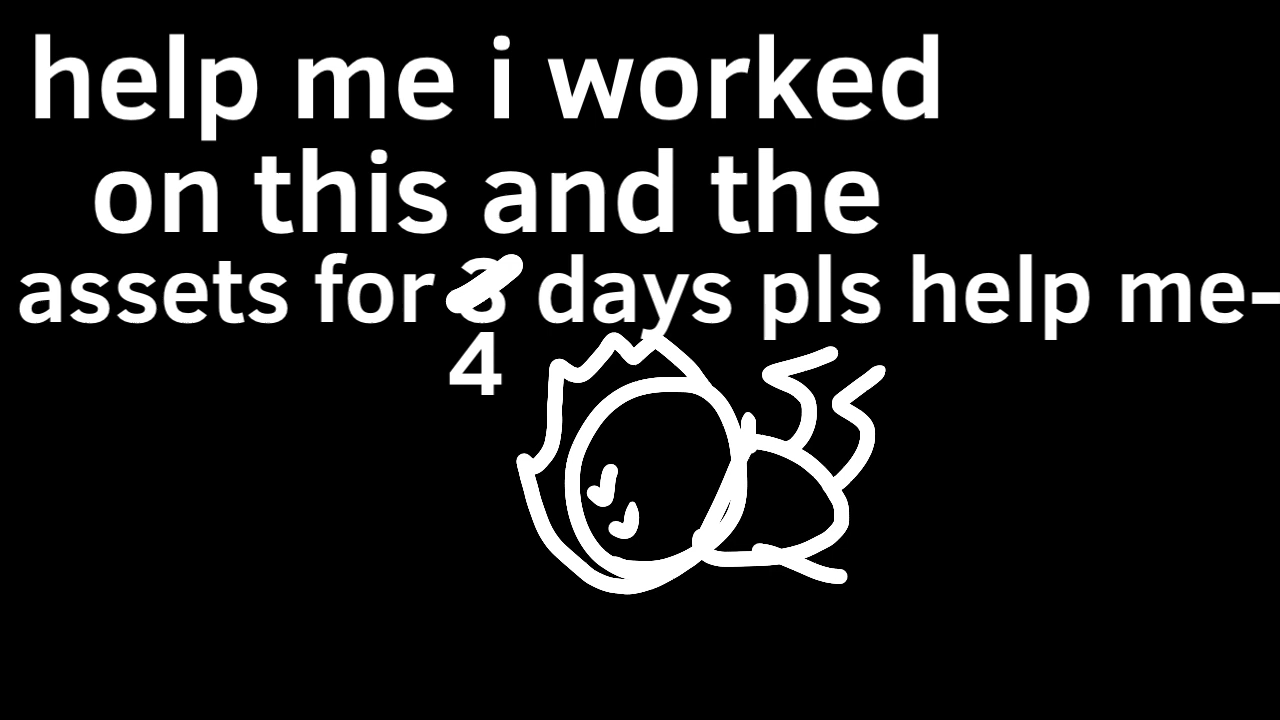 help me i worked
on this and the
assets for 3 days pls help me-
4